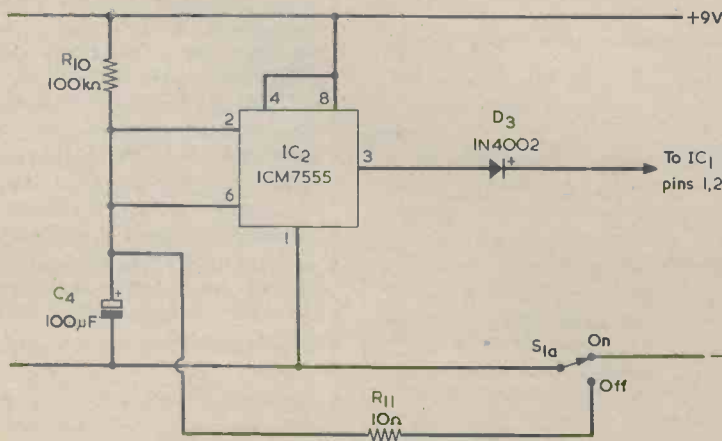 +9V
R10
100kΩ
4
8
2
IC2
ICM7555
3
D3
1N4002
+
To IC1
pins 1,2
6
1
C4
+
100µF
S1a
On
Off
R11
10Ω